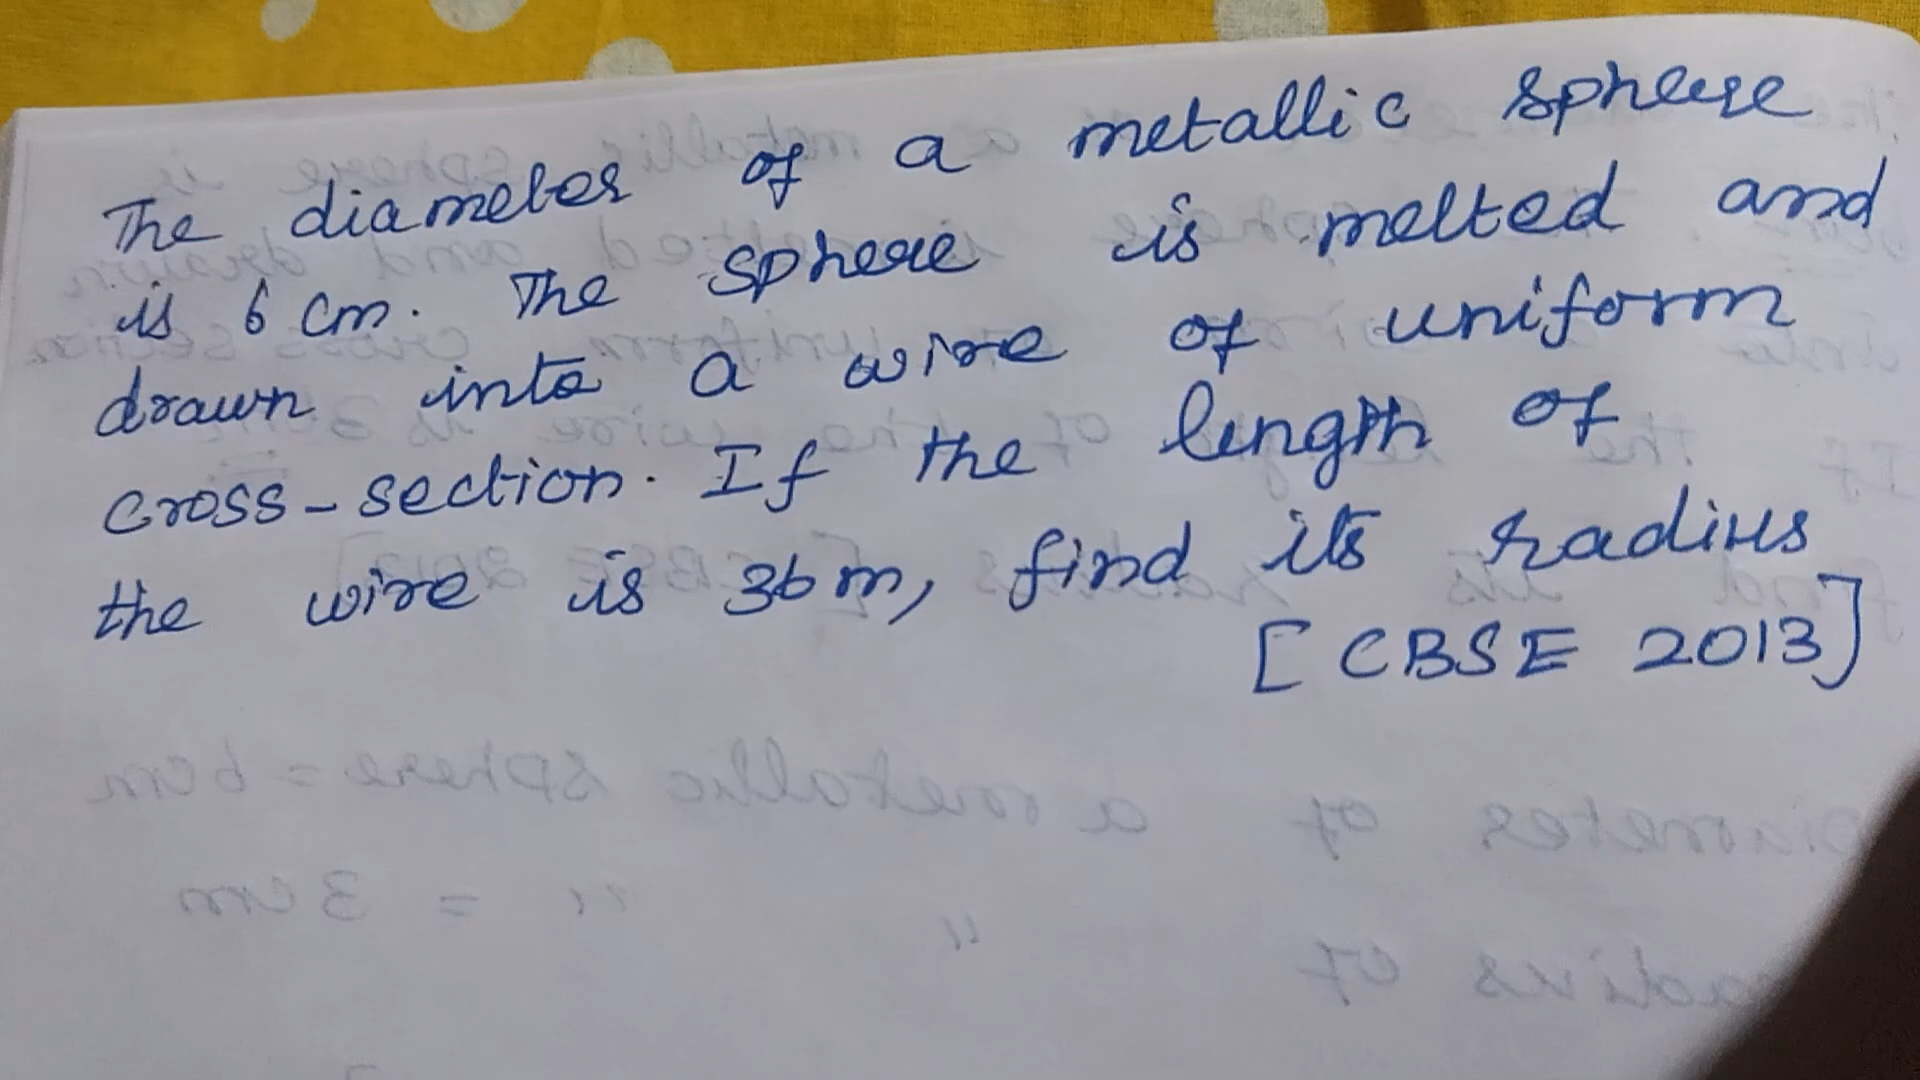 The diameter of a metallic sphere
is 6 cm. The sphere is melted and
drawn into a wire of uniform
cross-section. If the length of
the wire is 36m, find its radius
[CBSE 2013]